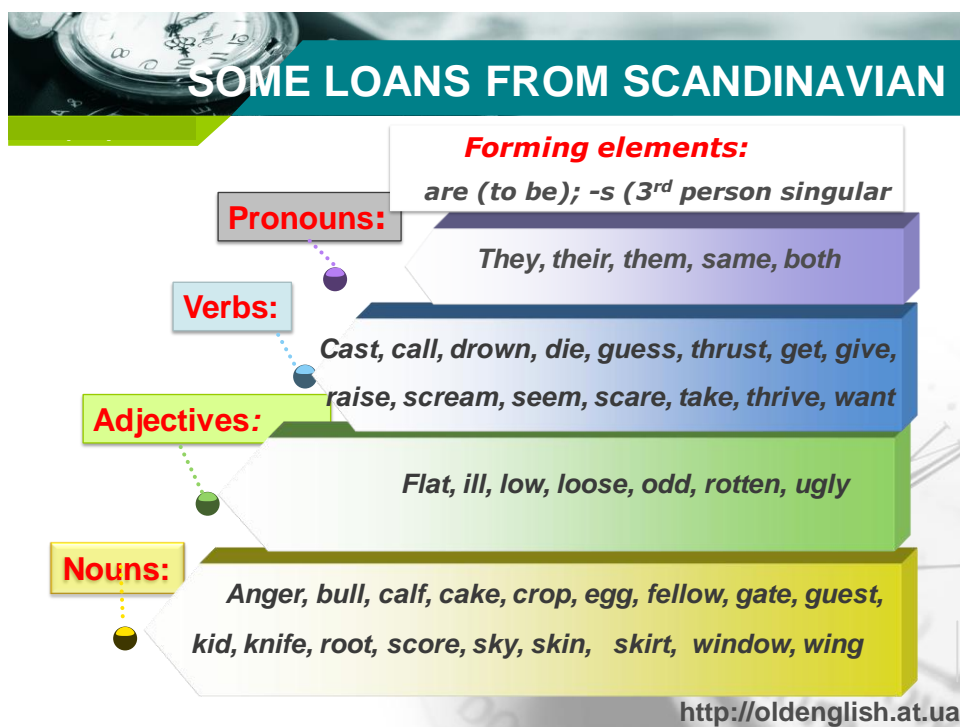 SOME LOANS FROM SCANDINAVIAN
Forming elements:
are (to be); -s (3rd person singular
Pronouns:
They, their, them, same, both
Verbs:
Cast, call, drown, die, guess, thrust, get, give,
raise, scream, seem, scare, take, thrive, want
Adjectives:
Flat, ill, low, loose, odd, rotten, ugly
Nouns:
Anger, bull, calf, cake, crop, egg, fellow, gate, guest,
kid, knife, root, score, sky, skin, skirt, window, wing
http://oldenglish.at.ua